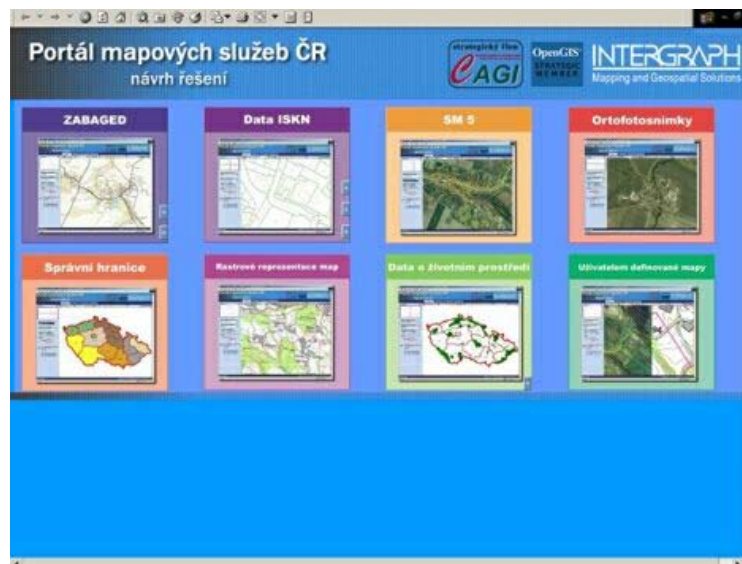 Portál mapových služeb ČR
návrh řešení
strategický člen
CAGI
OpenGIS
STRATEGIC
MEMBER
INTERGRAPH
Mapping and Geospatial Solutions
ZABAGED
Data ISKN
SM 5
Ortofotosnímky
Správní hranice
Rastrové reprezentace map
Data o životním prostředí
Uživatelem definované mapy